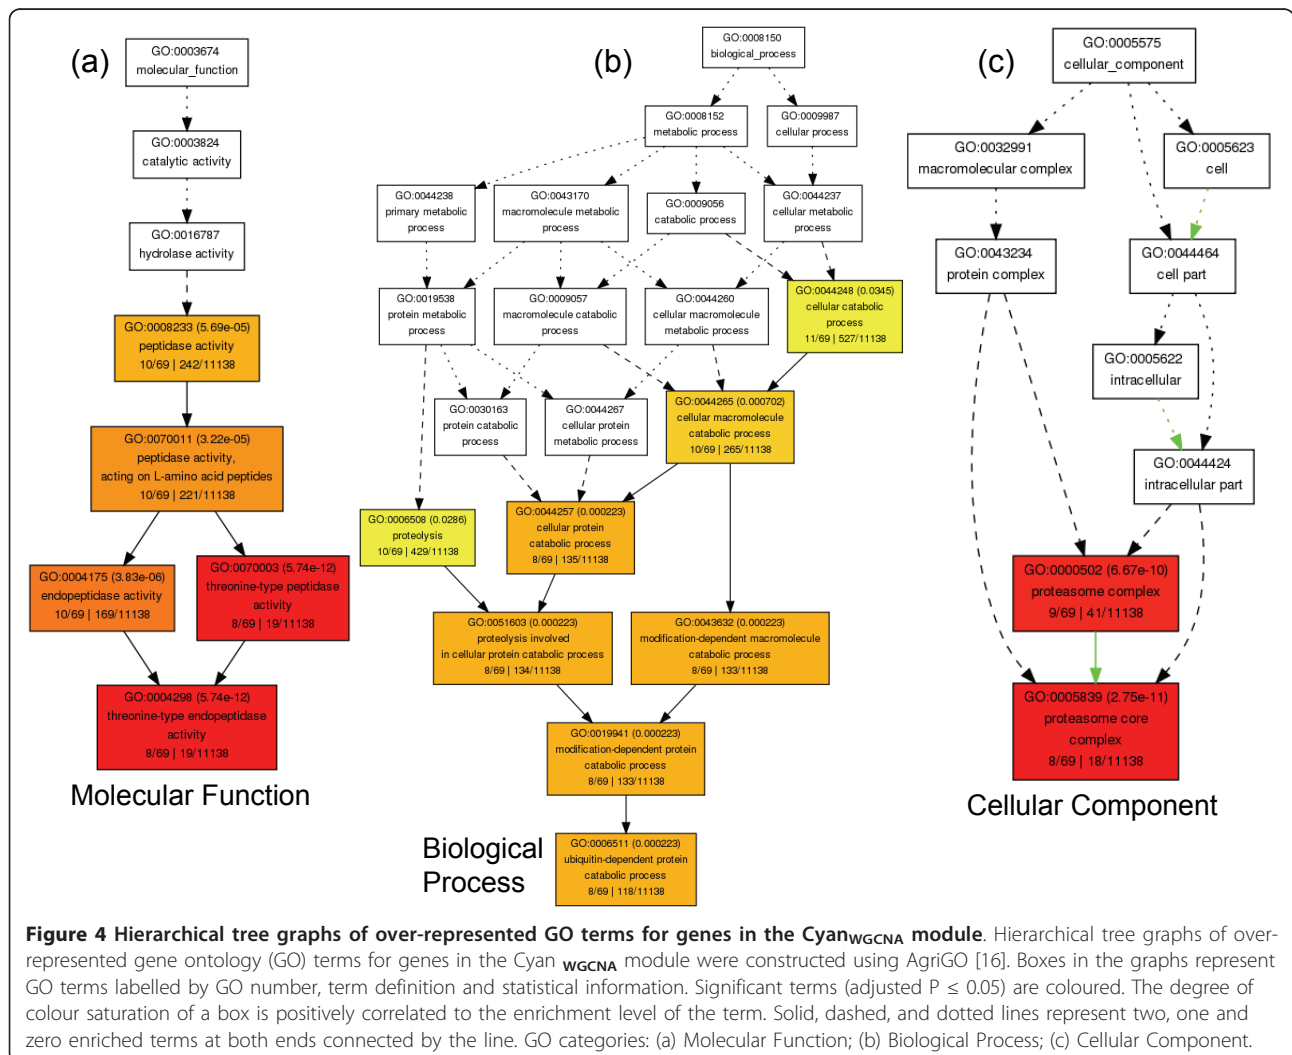 (a)
GO:0003674
molecular_function
GO:0003824
catalytic activity
GO:0016787
hydrolase activity
GO:0008233 (5.69e-05)
peptidase activity
10/69 | 242/11138
GO:0070011 (3.22e-05)
peptidase activity,
acting on L-amino acid peptides
10/69 | 221/11138
GO:0004175 (3.83e-06)
endopeptidase activity
10/69 | 169/11138
GO:0070003 (5.74e-12)
threonine-type peptidase
activity
8/69 | 19/11138
GO:0004298 (5.74e-12)
threonine-type endopeptidase
activity
8/69 | 19/11138
Molecular Function
(b)
GO:0008150
biological_process
GO:0008152
metabolic process
GO:0009987
cellular process
GO:0044238
primary metabolic
process
GO:0043170
macromolecule metabolic
process
GO:0009056
catabolic process
GO:0044237
cellular metabolic
process
GO:0019538
protein metabolic
process
GO:0009057
macromolecule catabolic
process
GO:0044260
cellular macromolecule
metabolic process
GO:0044248 (0.0345)
cellular catabolic
process
11/69 | 527/11138
GO:0030163
protein catabolic
process
GO:0044267
cellular protein
metabolic process
GO:0044265 (0.000702)
cellular macromolecule
catabolic process
10/69 | 265/11138
GO:0006508 (0.0286)
proteolysis
10/69 | 429/11138
GO:0044257 (0.000223)
cellular protein
catabolic process
8/69 | 135/11138
GO:0051603 (0.000223)
proteolysis involved
in cellular protein catabolic process
8/69 | 134/11138
GO:0043632 (0.000223)
modification-dependent macromolecule
catabolic process
8/69 | 133/11138
GO:0019941 (0.000223)
modification-dependent protein
catabolic process
8/69 | 133/11138
GO:0006511 (0.000223)
ubiquitin-dependent protein
catabolic process
8/69 | 118/11138
Biological
Process
(c)
GO:0005575
cellular_component
GO:0032991
macromolecular complex
GO:0005623
cell
GO:0043234
protein complex
GO:0044464
cell part
GO:0005622
intracellular
GO:0044424
intracellular part
GO:0000502 (6.67e-10)
proteasome complex
9/69 | 41/11138
GO:0005839 (2.75e-11)
proteasome core
complex
8/69 | 18/11138
Cellular Component
Figure 4 Hierarchical tree graphs of over-represented GO terms for genes in the CyanWGCNA module. Hierarchical tree graphs of over-
represented gene ontology (GO) terms for genes in the Cyan WGCNA module were constructed using AgriGO [16]. Boxes in the graphs represent
GO terms labelled by GO number, term definition and statistical information. Significant terms (adjusted P ≤ 0.05) are coloured. The degree of
colour saturation of a box is positively correlated to the enrichment level of the term. Solid, dashed, and dotted lines represent two, one and
zero enriched terms at both ends connected by the line. GO categories: (a) Molecular Function; (b) Biological Process; (c) Cellular Component.